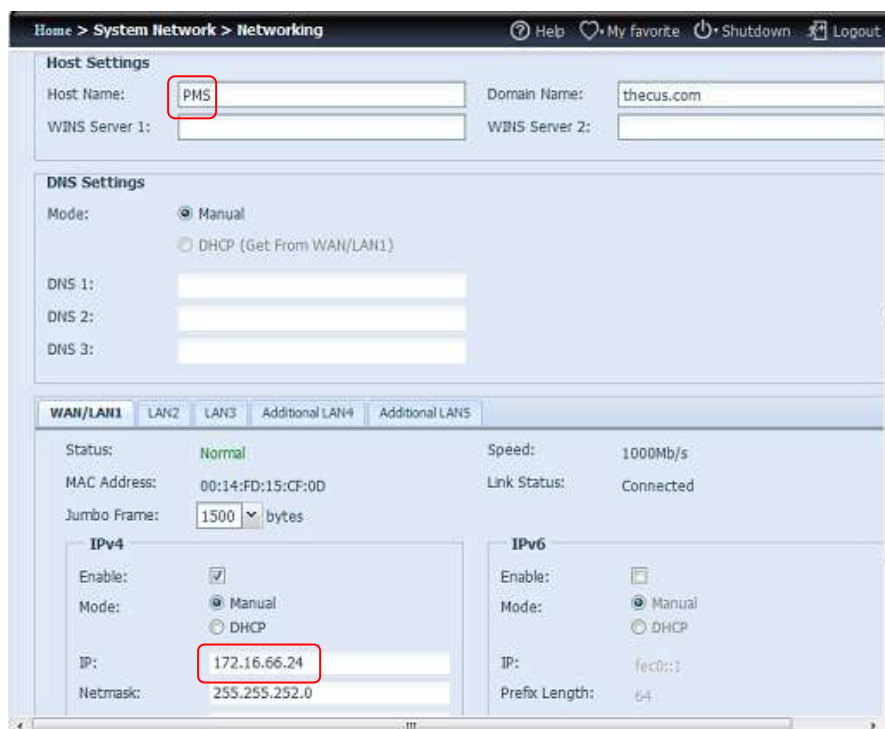 Home > System Network > Networking Help My favorite Shutdown Logout
Host Settings
Host Name: PMS Domain Name: thecus.com
WINS Server 1: WINS Server 2:
DNS Settings
Mode: Manual
DHCP (Get From WAN/LAN1)
DNS 1:
DNS 2:
DNS 3:
WAN/LAN1 LAN2 LAN3 Additional LAN4 Additional LAN5
Status: Normal Speed: 1000Mb/s
MAC Address: 00:14:FD:15:CF:0D Link Status: Connected
Jumbo Frame: 1500 bytes
IPv4 IPv6
Enable: Enable:
Mode: Manual Mode: Manual
DHCP DHCP
IP: 172.16.66.24 IP: fec0::1
Netmask: 255.255.252.0 Prefix Length: 64